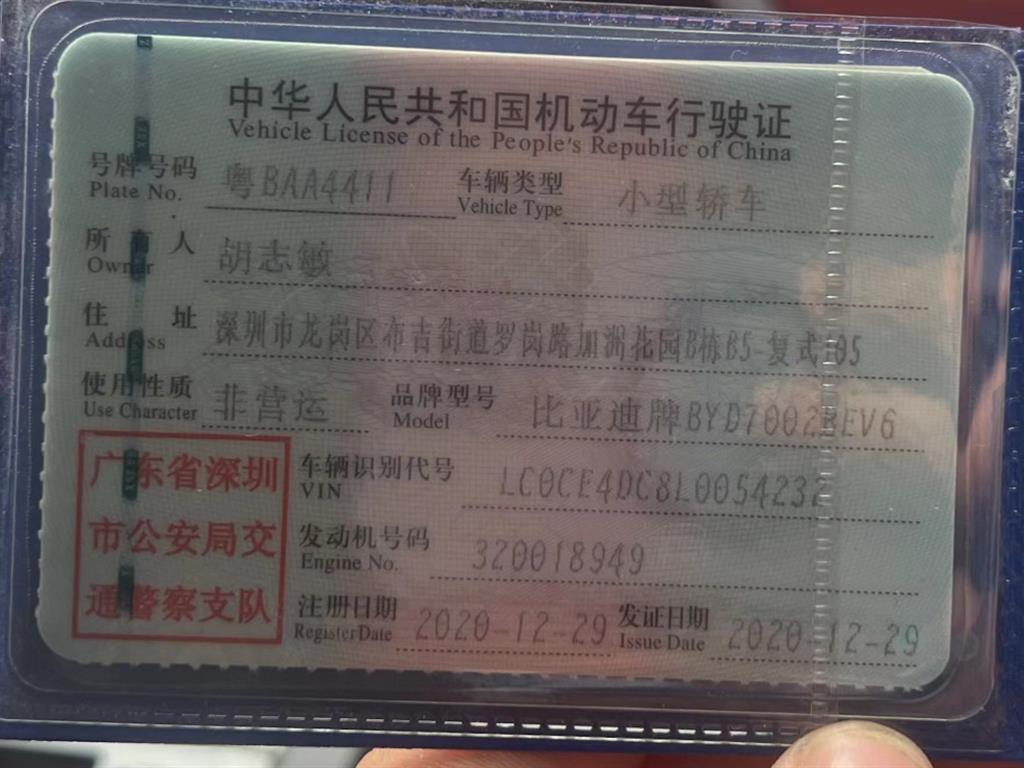 中华人民共和国机动车行驶证
Vehicle License of the People's Republic of China
号牌号码 粤BAA4411 车辆类型 小型轿车
Plate No. Vehicle Type
所有人 胡志敏
Owner
住址 深圳市龙岗区布吉街道罗岗路加洲花园B栋B5-复式105
Address
使用性质 非营运 品牌型号 比亚迪牌BYD7002BEV6
Use Character Model
广东省深圳 车辆识别代号 LC0CE4DC8L0054232
VIN
市公安局交 发动机号码 320018949
Engine No.
通警察支队 注册日期 2020-12-29 发证日期 2020-12-29
Register Date Issue Date